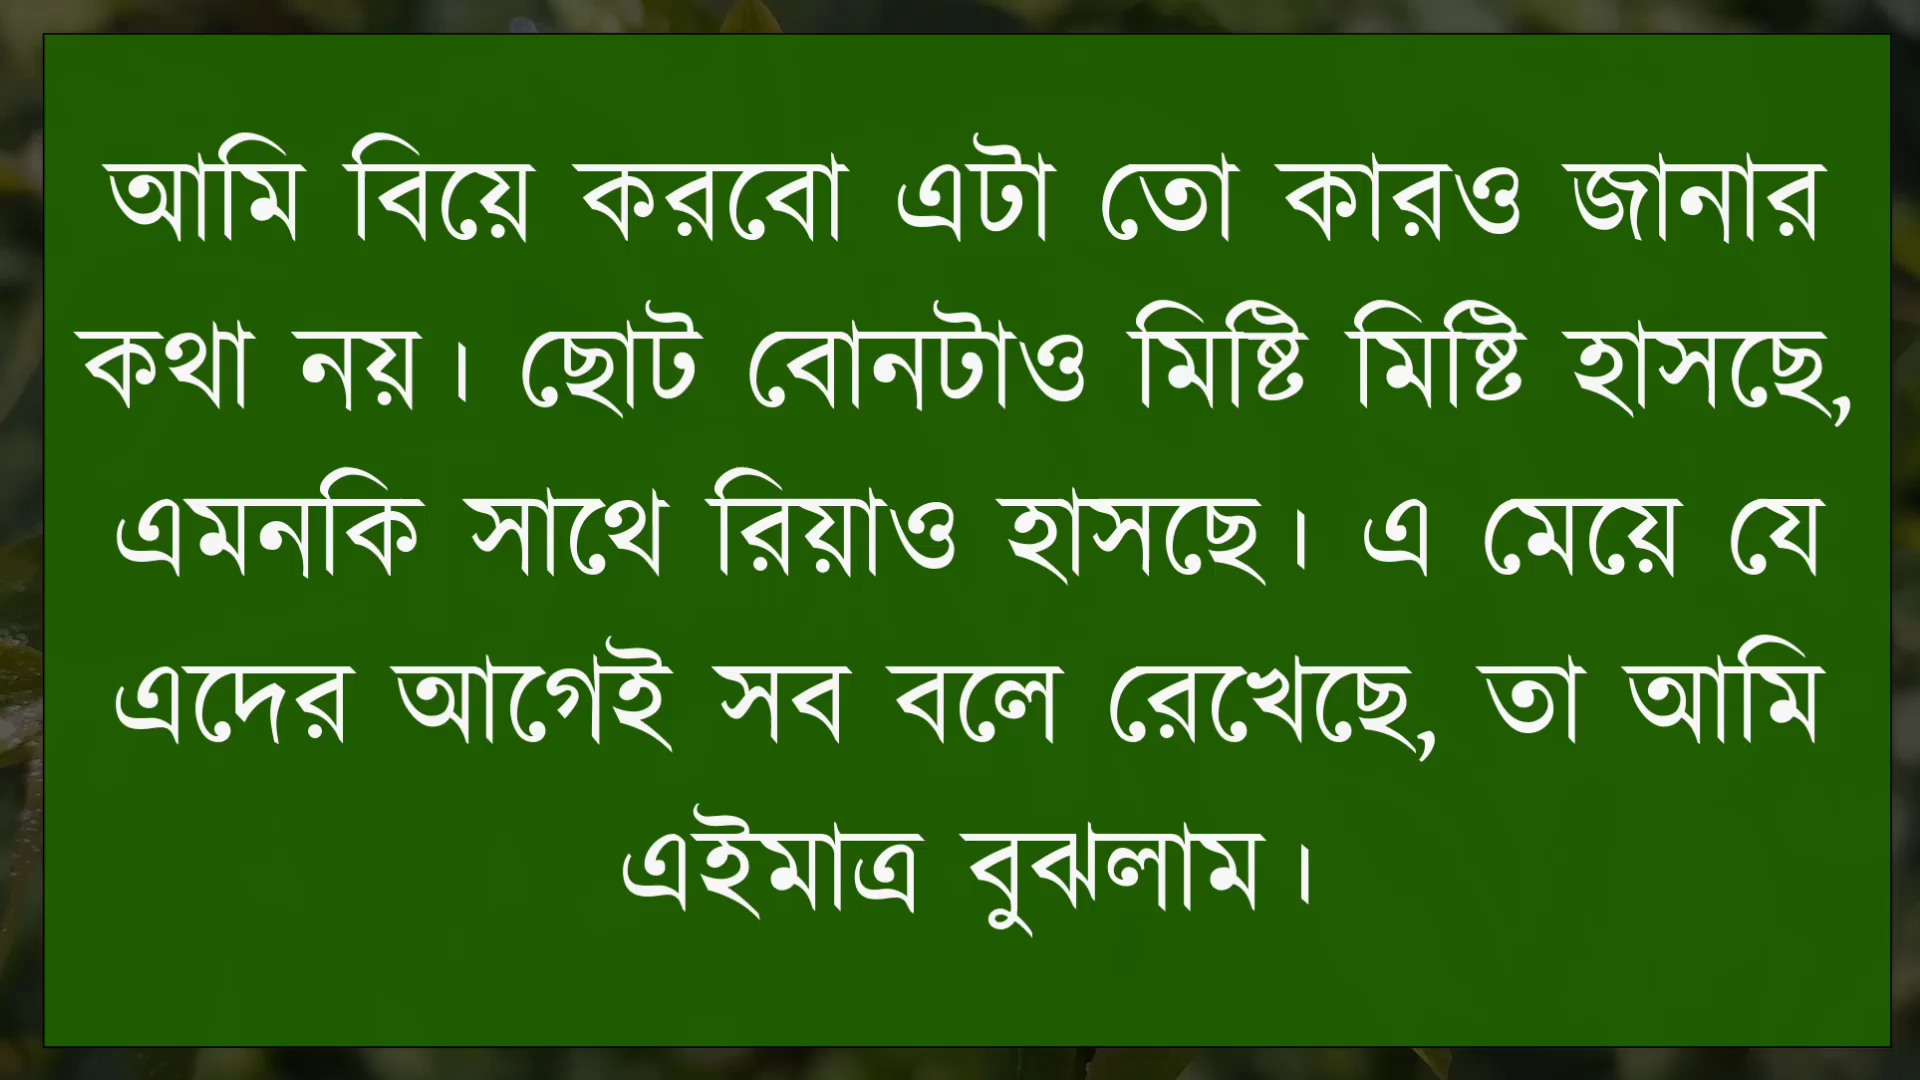 আমি বিয়ে করবো এটা তো কারও জানার
কথা নয়। ছোট বোনটাও মিষ্টি মিষ্টি হাসছে,
এমনকি সাথে রিয়াও হাসছে। এ মেয়ে যে
এদের আগেই সব বলে রেখেছে, তা আমি
এইমাত্র বুঝলাম।